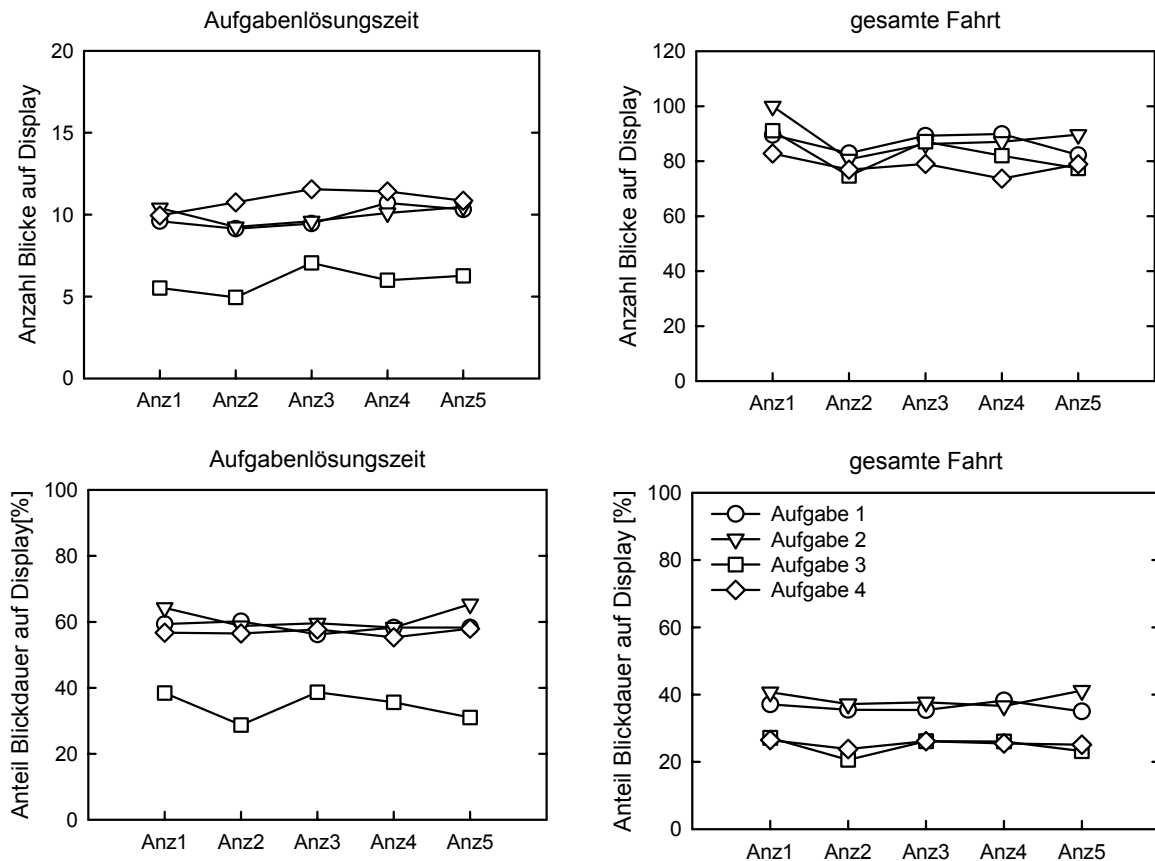 Aufgabenlösungszeit
Anzahl Blicke auf Display
20
15
10
5
0
Anz1 Anz2 Anz3 Anz4 Anz5
gesamte Fahrt
Anzahl Blicke auf Display
120
100
80
60
40
20
0
Anz1 Anz2 Anz3 Anz4 Anz5
Aufgabenlösungszeit
Anteil Blickdauer auf Display[%]
100
80
60
40
20
0
Anz1 Anz2 Anz3 Anz4 Anz5
gesamte Fahrt
Anteil Blickdauer auf Display [%]
100
80
60
40
20
0
Aufgabe 1
Aufgabe 2
Aufgabe 3
Aufgabe 4
Anz1 Anz2 Anz3 Anz4 Anz5